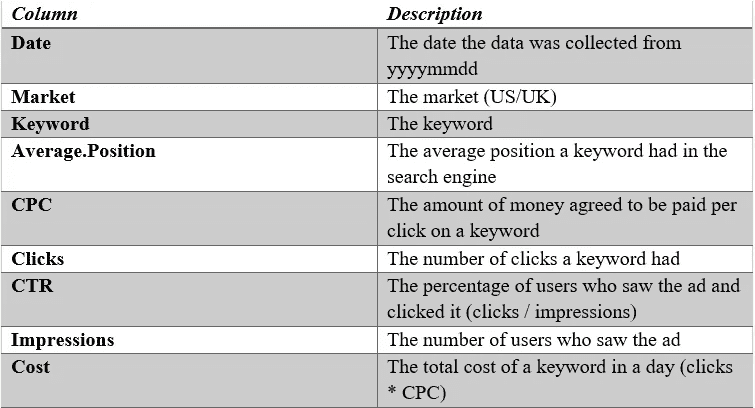 Column Description
Date The date the data was collected from
yyyymmdd
Market The market (US/UK)
Keyword The keyword
Average.Position The average position a keyword had in the
search engine
CPC The amount of money agreed to be paid per
click on a keyword
Clicks The number of clicks a keyword had
CTR The percentage of users who saw the ad and
clicked it (clicks / impressions)
Impressions The number of users who saw the ad
Cost The total cost of a keyword in a day (clicks
* CPC)